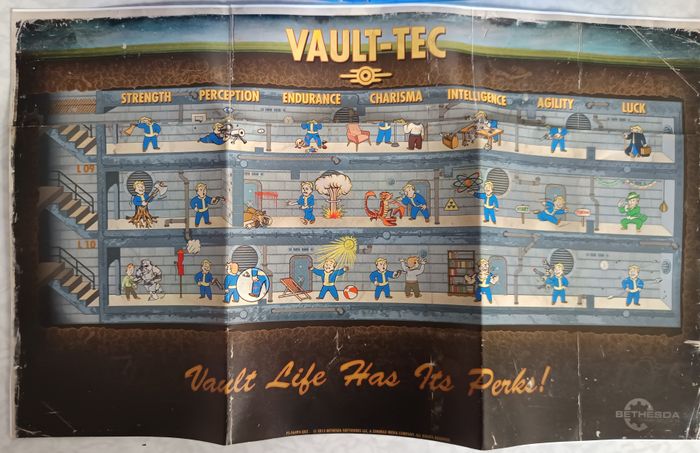 VAULT-TEC
STRENGTH PERCEPTION ENDURANCE CHARISMA INTELLIGENCE AGILITY LUCK
L 09
L 10
Vault Life Has Its Perks!
BETHESDA